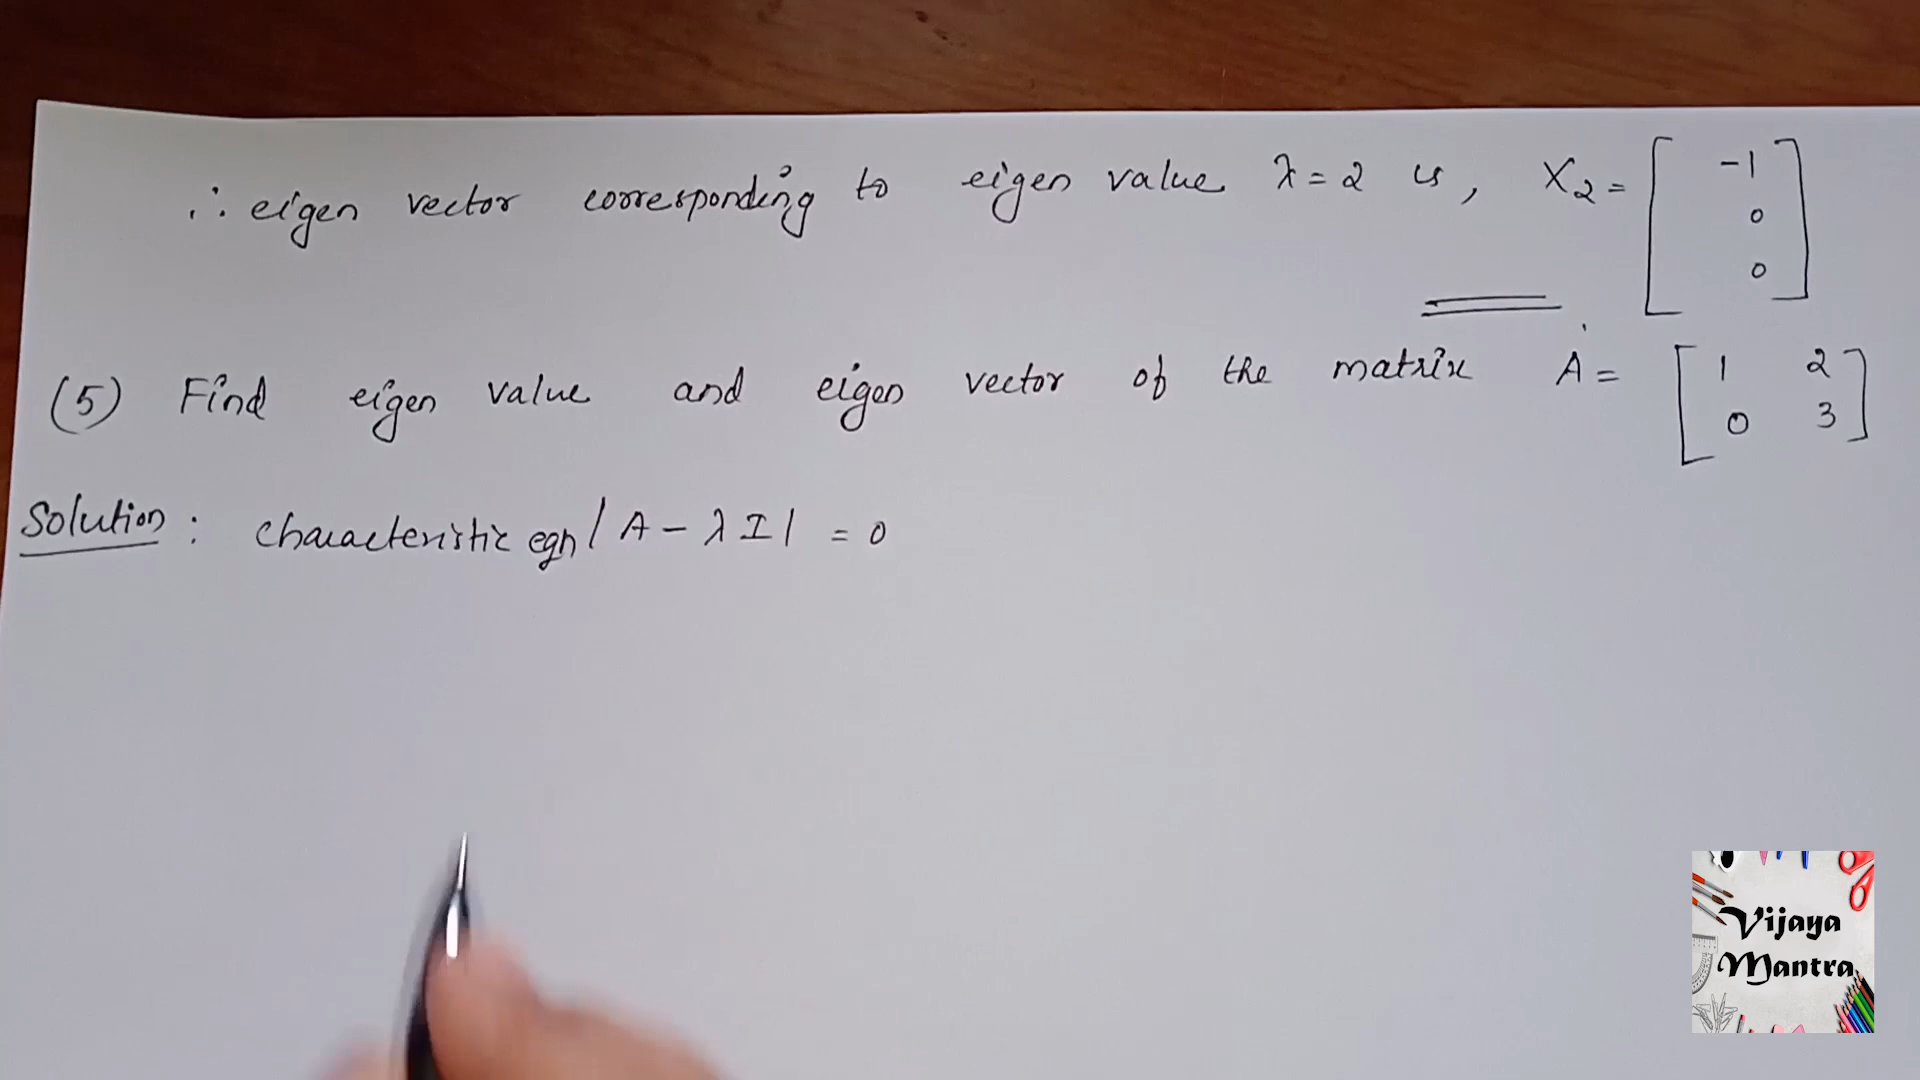 ∴ eigen vector corresponding to eigen value λ = 2 is, X₂ = [ -1 0 0 ]
(5) Find eigen value and eigen vector of the matrix A = [ 1 2 0 3 ]
Solution : characteristic eqn | A - λ I | = 0
Vijaya
Mantra